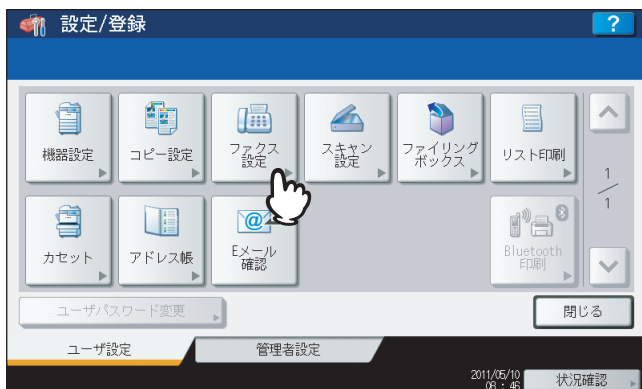 設定/登録
?
機器設定
コピー設定
ファクス
設定
スキャン
設定
ファイリング
ボックス
リスト印刷
1
1
カセット
アドレス帳
@
Eメール
確認
Bluetooth
印刷
ユーザパスワード変更
閉じる
ユーザ設定
管理者設定
2011/05/10
08 : 46
状況確認